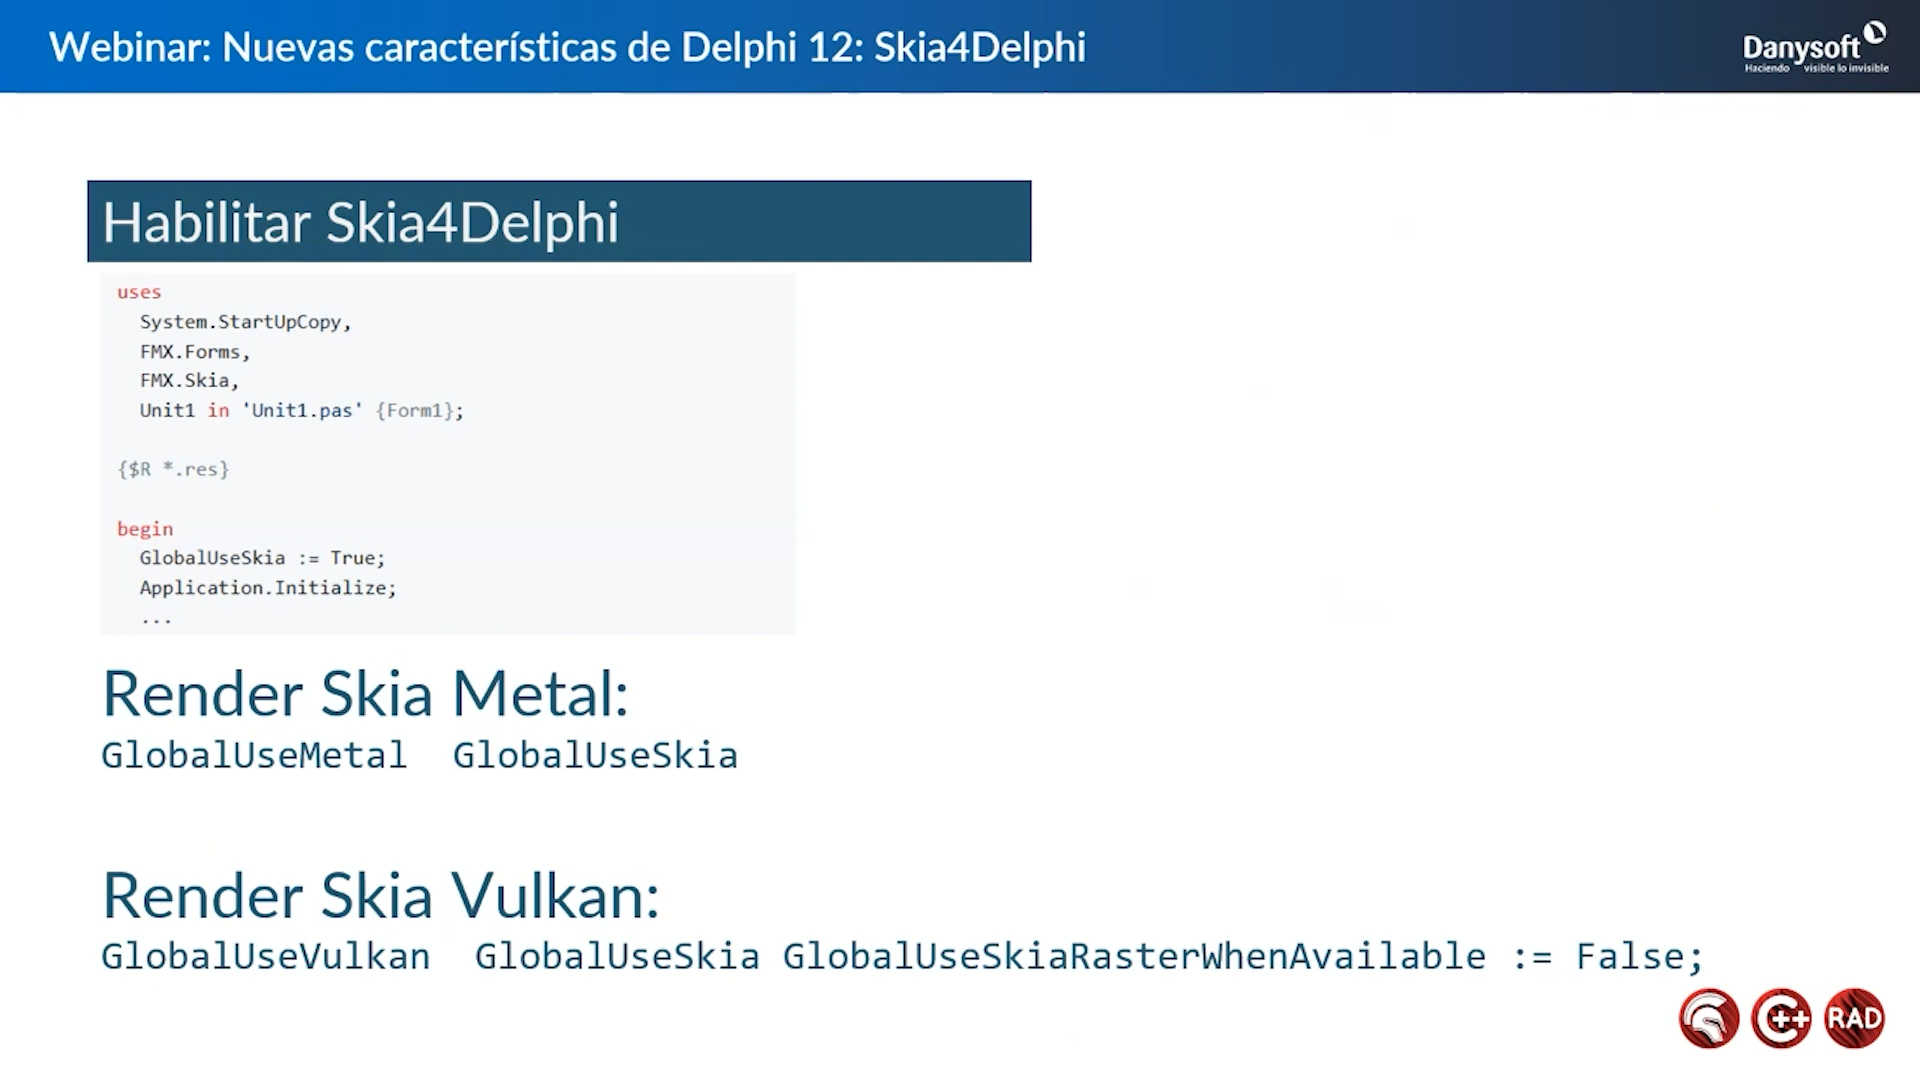 Webinar: Nuevas características de Delphi 12: Skia4Delphi
Danysoft
Haciendo visible lo invisible
Habilitar Skia4Delphi
uses
System.StartUpCopy,
FMX.Forms,
FMX.Skia,
Unit1 in 'Unit1.pas' {Form1};
{$R *.res}
begin
GlobalUseSkia := True;
Application.Initialize;
...
Render Skia Metal:
GlobalUseMetal GlobalUseSkia
Render Skia Vulkan:
GlobalUseVulkan GlobalUseSkia GlobalUseSkiaRasterWhenAvailable := False;
C++ RAD